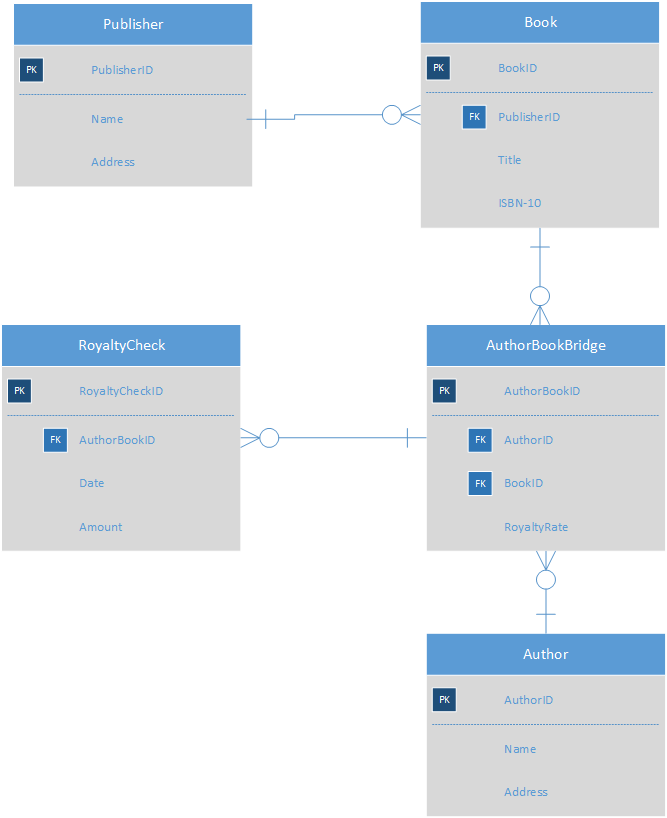 Publisher
PK PublisherID
Name
Address
Book
PK BookID
FK PublisherID
Title
ISBN-10
RoyaltyCheck
PK RoyaltyCheckID
FK AuthorBookID
Date
Amount
AuthorBookBridge
PK AuthorBookID
FK AuthorID
FK BookID
RoyaltyRate
Author
PK AuthorID
Name
Address